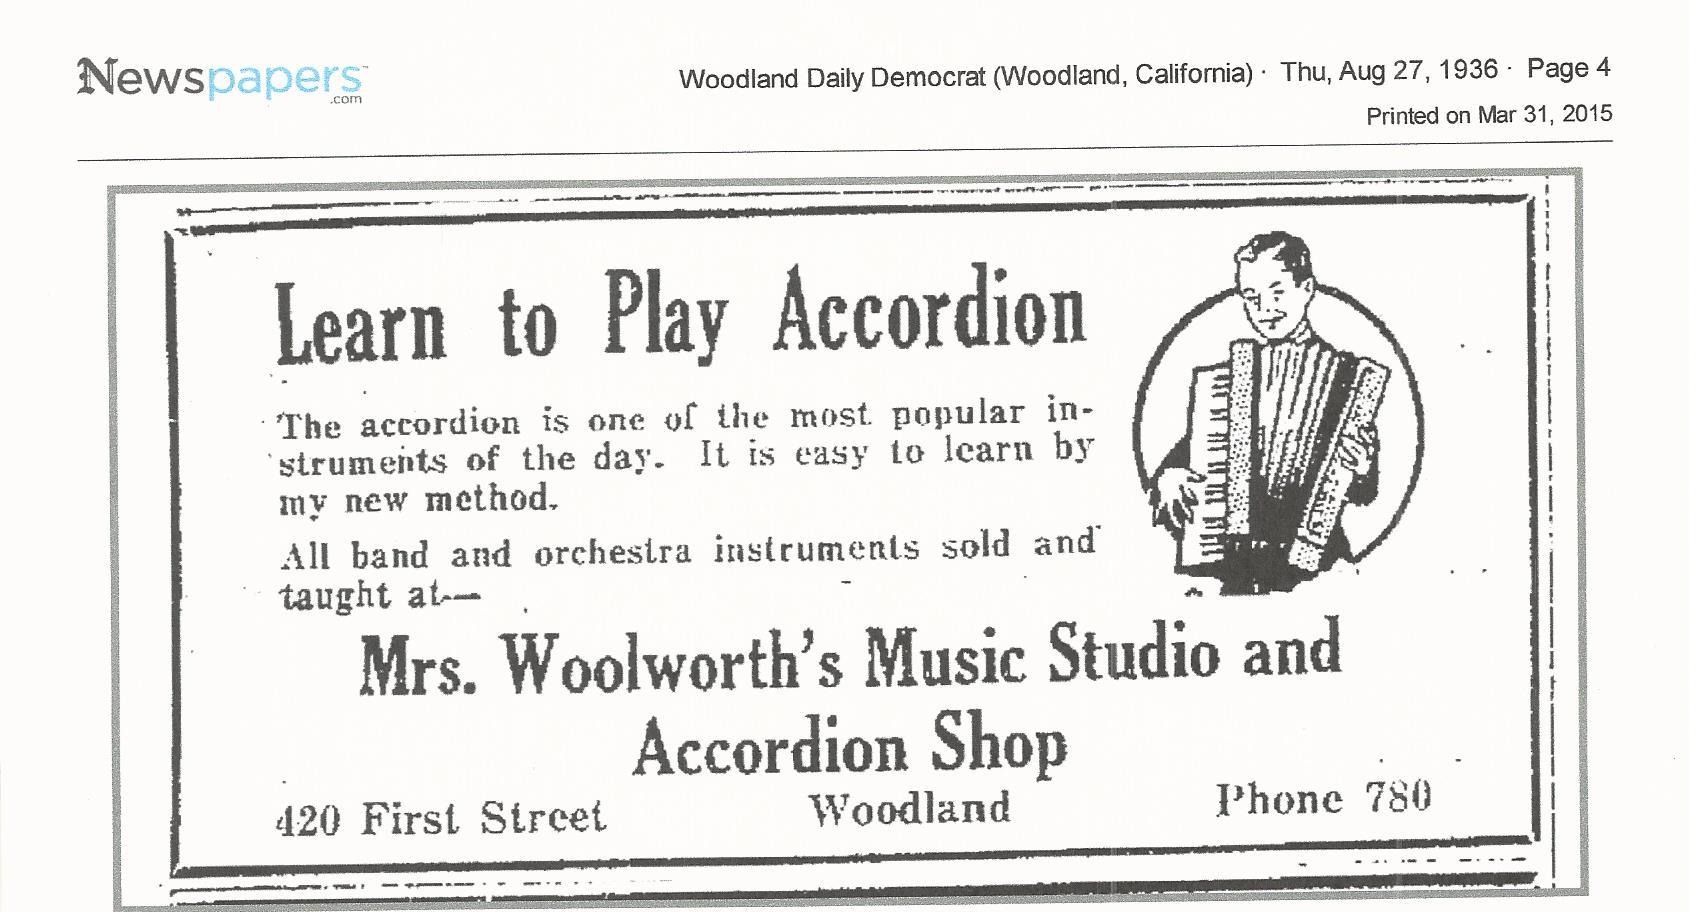 Newspapers™
.com
Woodland Daily Democrat (Woodland, California) · Thu, Aug 27, 1936 · Page 4
Printed on Mar 31, 2015
Learn to Play Accordion
The accordion is one of the most popular in-
struments of the day. It is easy to learn by
my new method.
All band and orchestra instruments sold and
taught at—
Mrs. Woolworth's Music Studio and
Accordion Shop
420 First Street Woodland Phone 780